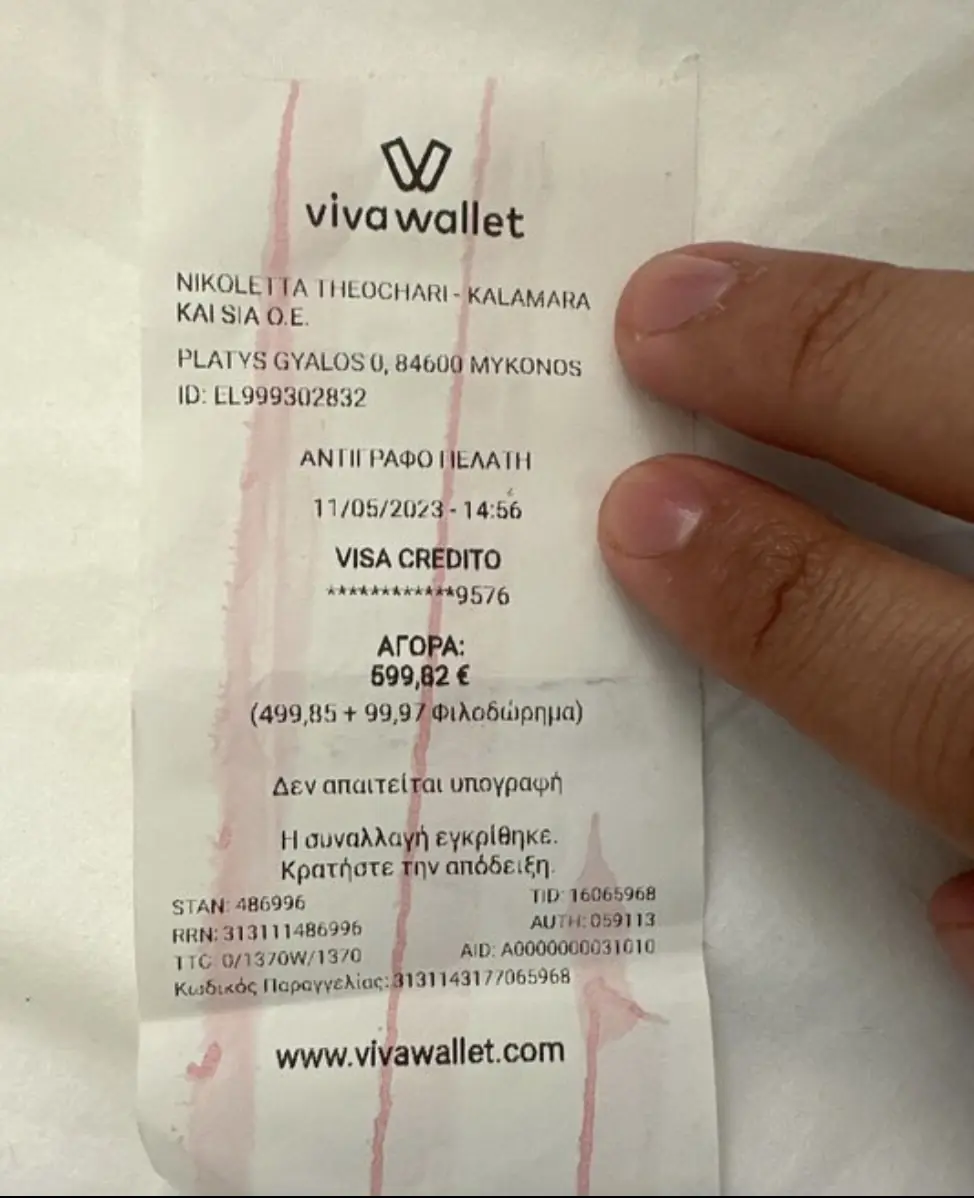 viva wallet
NIKOLETTA THEOCHARI - KALAMARA
KAI SIA O.E.
PLATYS GYALOS 0, 84600 MYKONOS
ID: EL999302832
ΑΝΤΙΓΡΑΦΟ ΠΕΛΑΤΗ
11/05/2023 - 14:56
VISA CREDITO
************9576
ΑΓΟΡΑ:
599,82 €
(499,85 + 99,97 Φιλοδώρημα)
Δεν απαιτείται υπογραφή
Η συναλλαγή εγκρίθηκε.
Κρατήστε την απόδειξη.
STAN: 486996 TID: 16065968
RRN: 313111486996 AUTH: 059113
TTC: 0/1370W/1370 AID: A0000000031010
Κωδικός Παραγγελίας: 3131143177065968
www.vivawallet.com